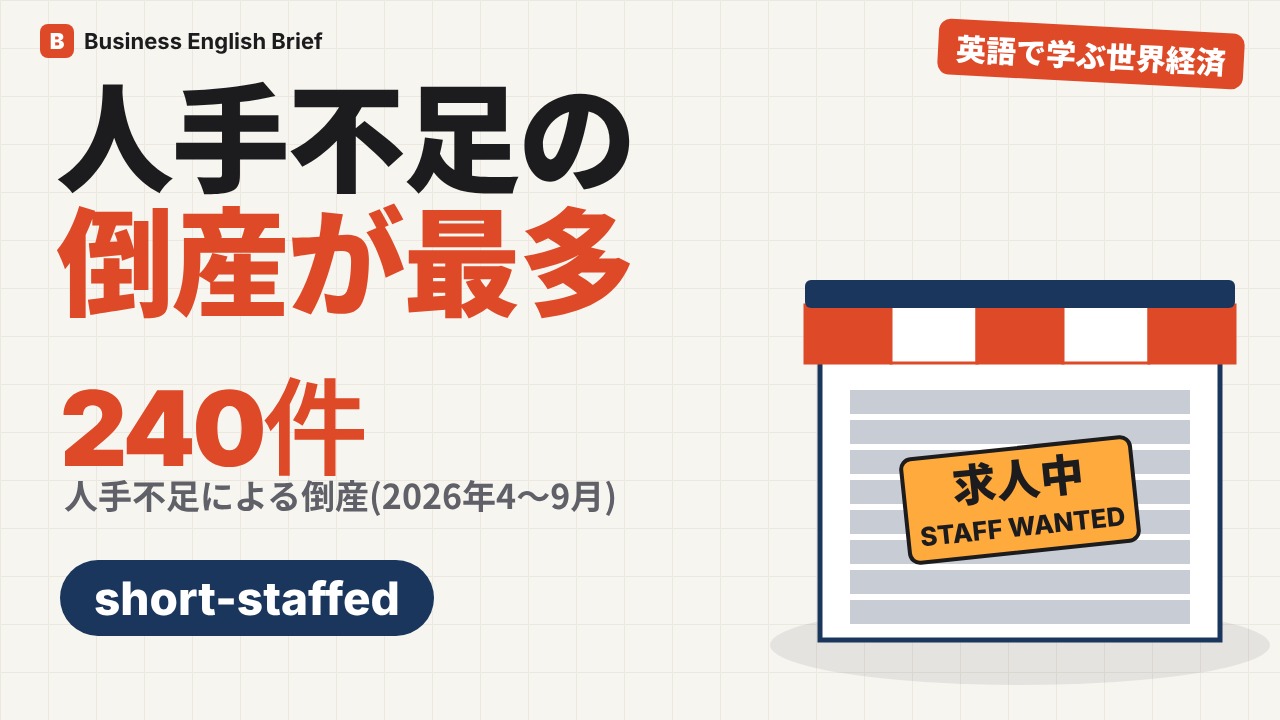 B Business English Brief
英語で学ぶ世界経済
人手不足の
倒産が最多
240件
人手不足による倒産(2026年4〜9月)
short-staffed
求人中
STAFF WANTED